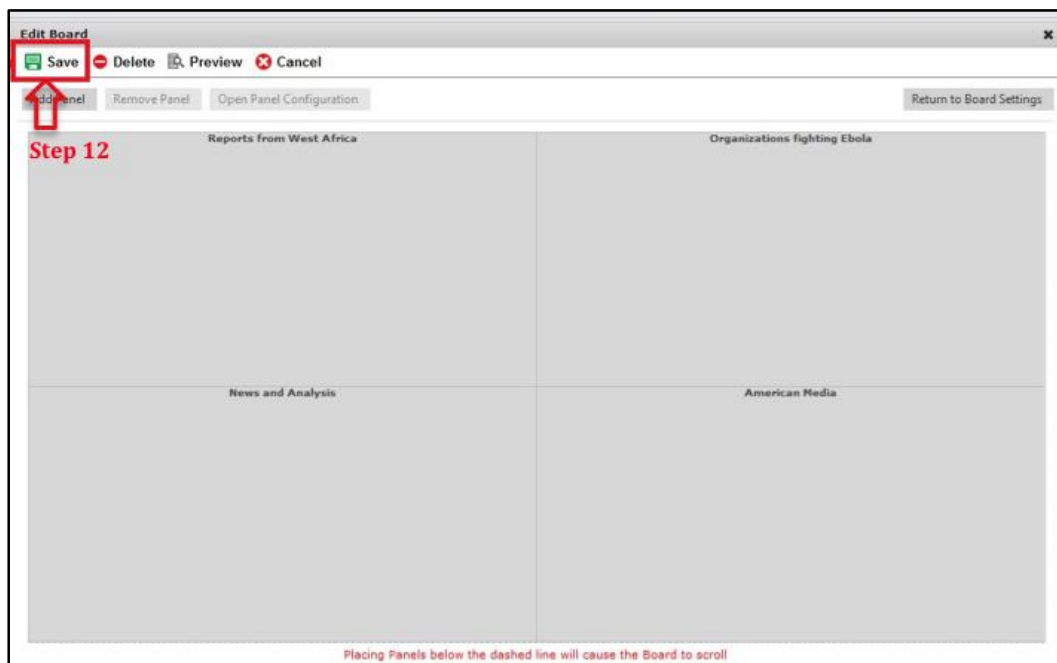 Edit Board
Save Delete Preview Cancel
Add Panel Remove Panel Open Panel Configuration Return to Board Settings
Step 12
Reports from West Africa Organizations fighting Ebola
News and Analysis American Media
Placing Panels below the dashed line will cause the Board to scroll